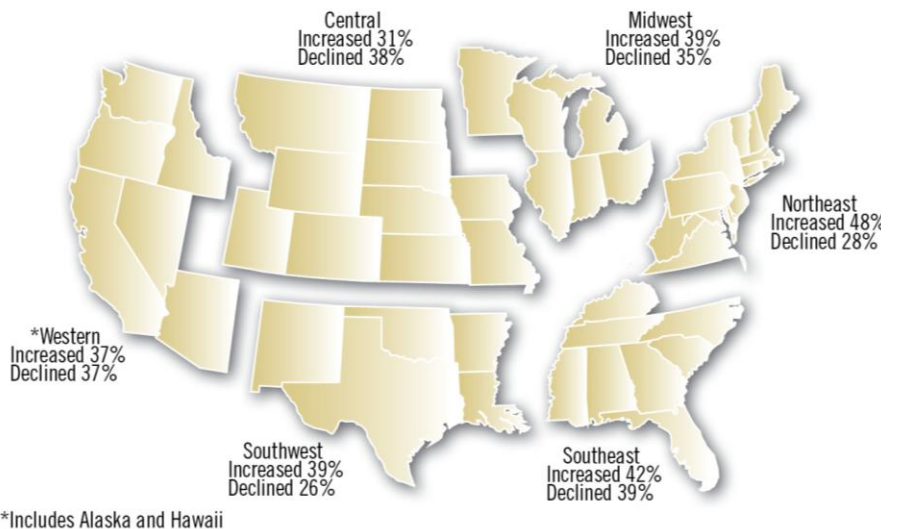 Central
Increased 31%
Declined 38%
Midwest
Increased 39%
Declined 35%
Northeast
Increased 48%
Declined 28%
*Western
Increased 37%
Declined 37%
Southwest
Increased 39%
Declined 26%
Southeast
Increased 42%
Declined 39%
*Includes Alaska and Hawaii